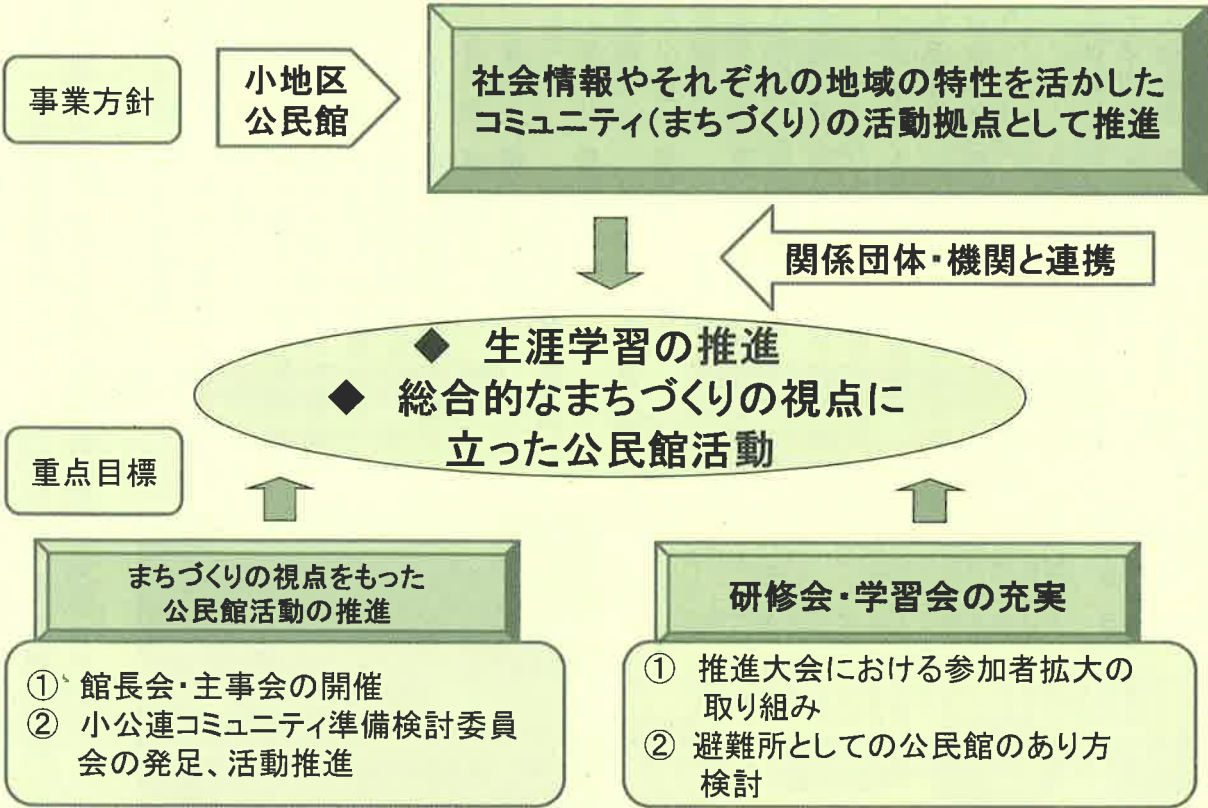 事業方針
小地区
公民館
社会情報やそれぞれの地域の特性を活かした
コミュニティ(まちづくり)の活動拠点として推進
関係団体・機関と連携
◆ 生涯学習の推進
◆ 総合的なまちづくりの視点に
立った公民館活動
重点目標
まちづくりの視点をもった
公民館活動の推進
① 館長会・主事会の開催
② 小公連コミュニティ準備検討委員
会の発足、活動推進
研修会・学習会の充実
① 推進大会における参加者拡大の
取り組み
② 避難所としての公民館のあり方
検討